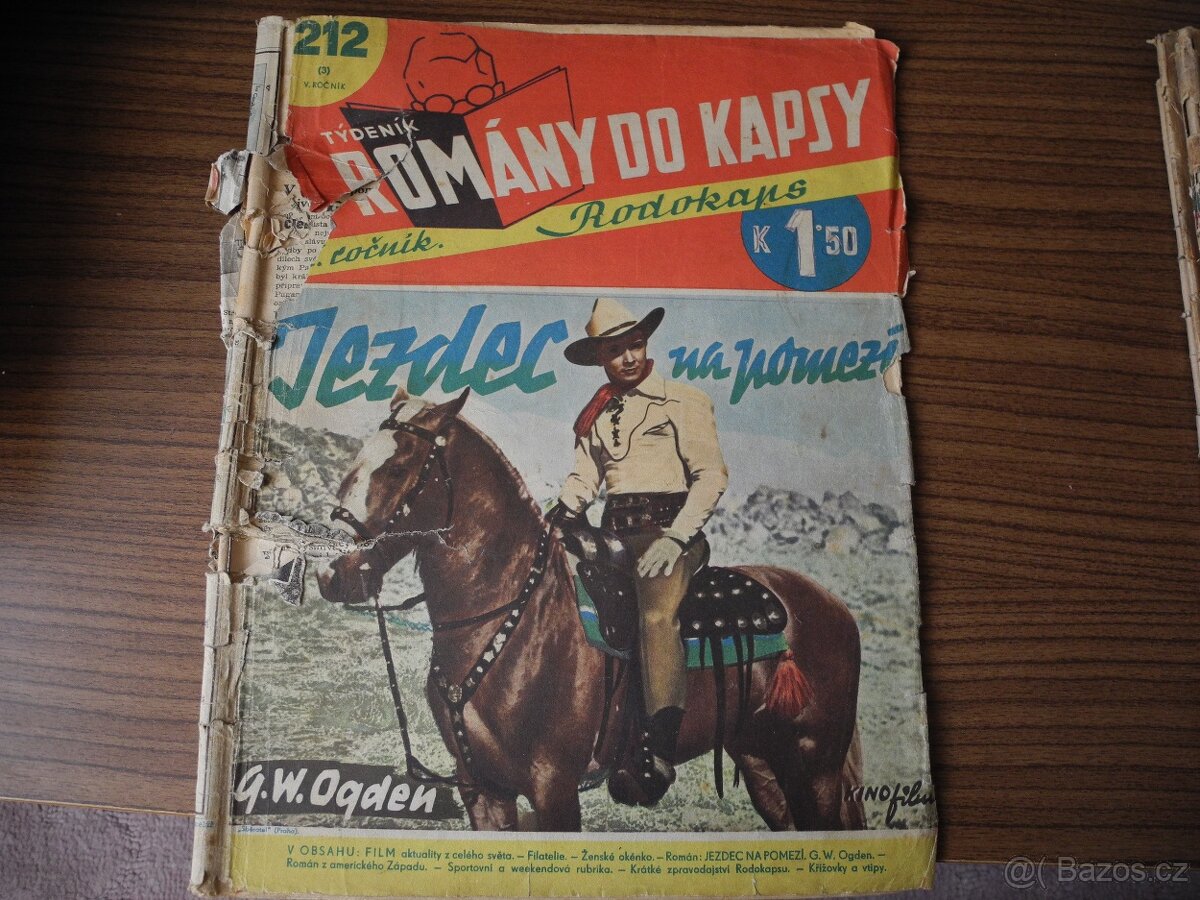 212
(3)
V. ROČNÍK
TÝDENÍK
ROMÁNY DO KAPSY
Rodokaps
ročník.
K 1·50
Jezdec na pomezí
G.W. Ogden
KINO film
"Sběratel" (Praha).
V OBSAHU: FILM aktuality z celého světa. — Filatelie. — Ženské okénko. — Román: JEZDEC NA POMEZÍ. G. W. Ogden. —
Román z amerického Západu. — Sportovní a weekendová rubrika. — Krátké zpravodajství Rodokapsu. — Křížovky a vtipy.
@( Bazos.cz